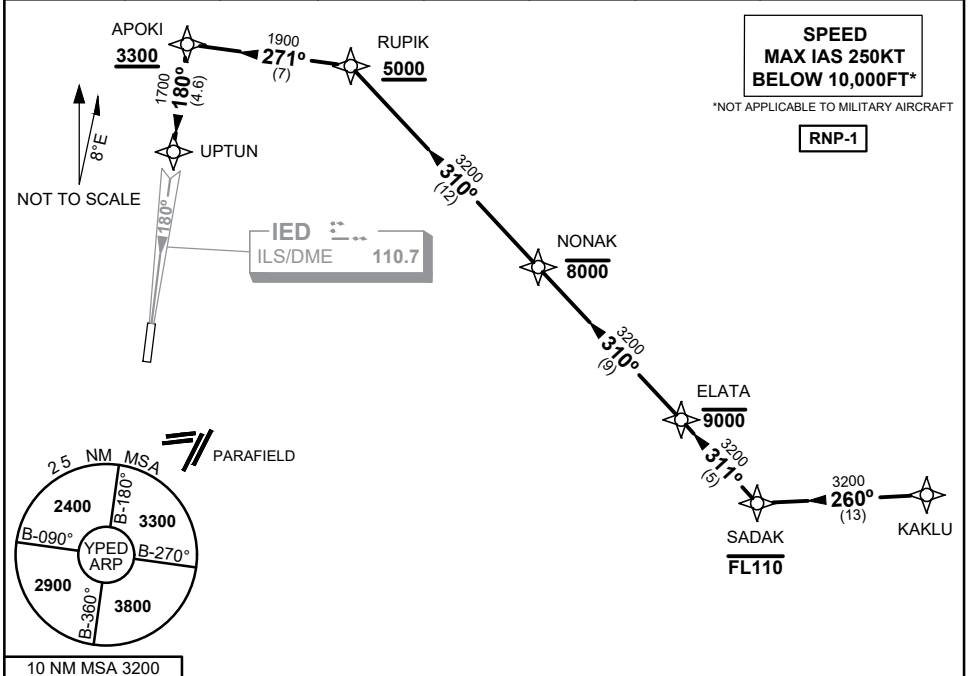 APOKI
3300
1900
271°
(7)
RUPIK
5000
SPEED
MAX IAS 250KT
BELOW 10,000FT*
*NOT APPLICABLE TO MILITARY AIRCRAFT
RNP-1
1700
180°
(4.6)
8°E
NOT TO SCALE
UPTUN
180°
IED
ILS/DME 110.7
3200
310°
(12)
NONAK
8000
3200
310°
(9)
ELATA
9000
3200
311°
(5)
SADAK
FL110
3200
260°
(13)
KAKLU
PARAFIELD
25 NM MSA
2400
B-180°
3300
B-090°
YPED
ARP
B-270°
2900
B-360°
3800
10 NM MSA 3200